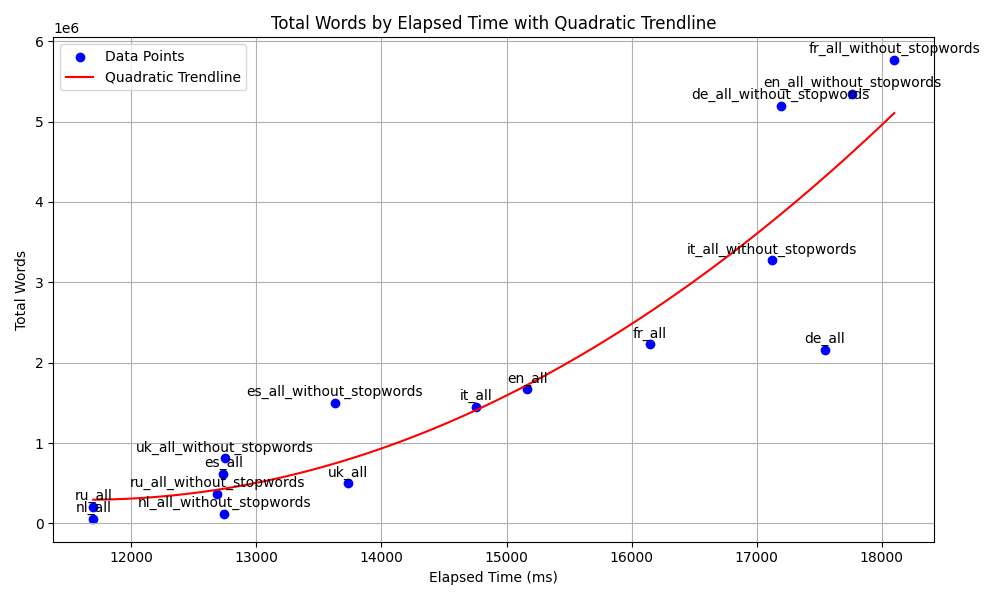 Total Words by Elapsed Time with Quadratic Trendline
1e6
Data Points
Quadratic Trendline
fr_all_without_stopwords
en_all_without_stopwords
de_all_without_stopwords
it_all_without_stopwords
fr_all
de_all
en_all
it_all
es_all_without_stopwords
uk_all_without_stopwords
es_all
uk_all
ru_all_without_stopwords
nl_all_without_stopwords
ru_all
nl_all
6
5
4
3
2
1
0
Total Words
12000 13000 14000 15000 16000 17000 18000
Elapsed Time (ms)